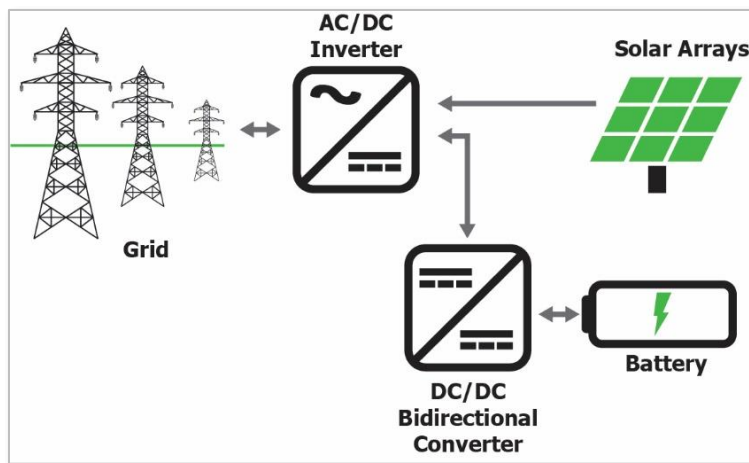 AC/DC
Inverter
Solar Arrays
Grid
Battery
DC/DC
Bidirectional
Converter